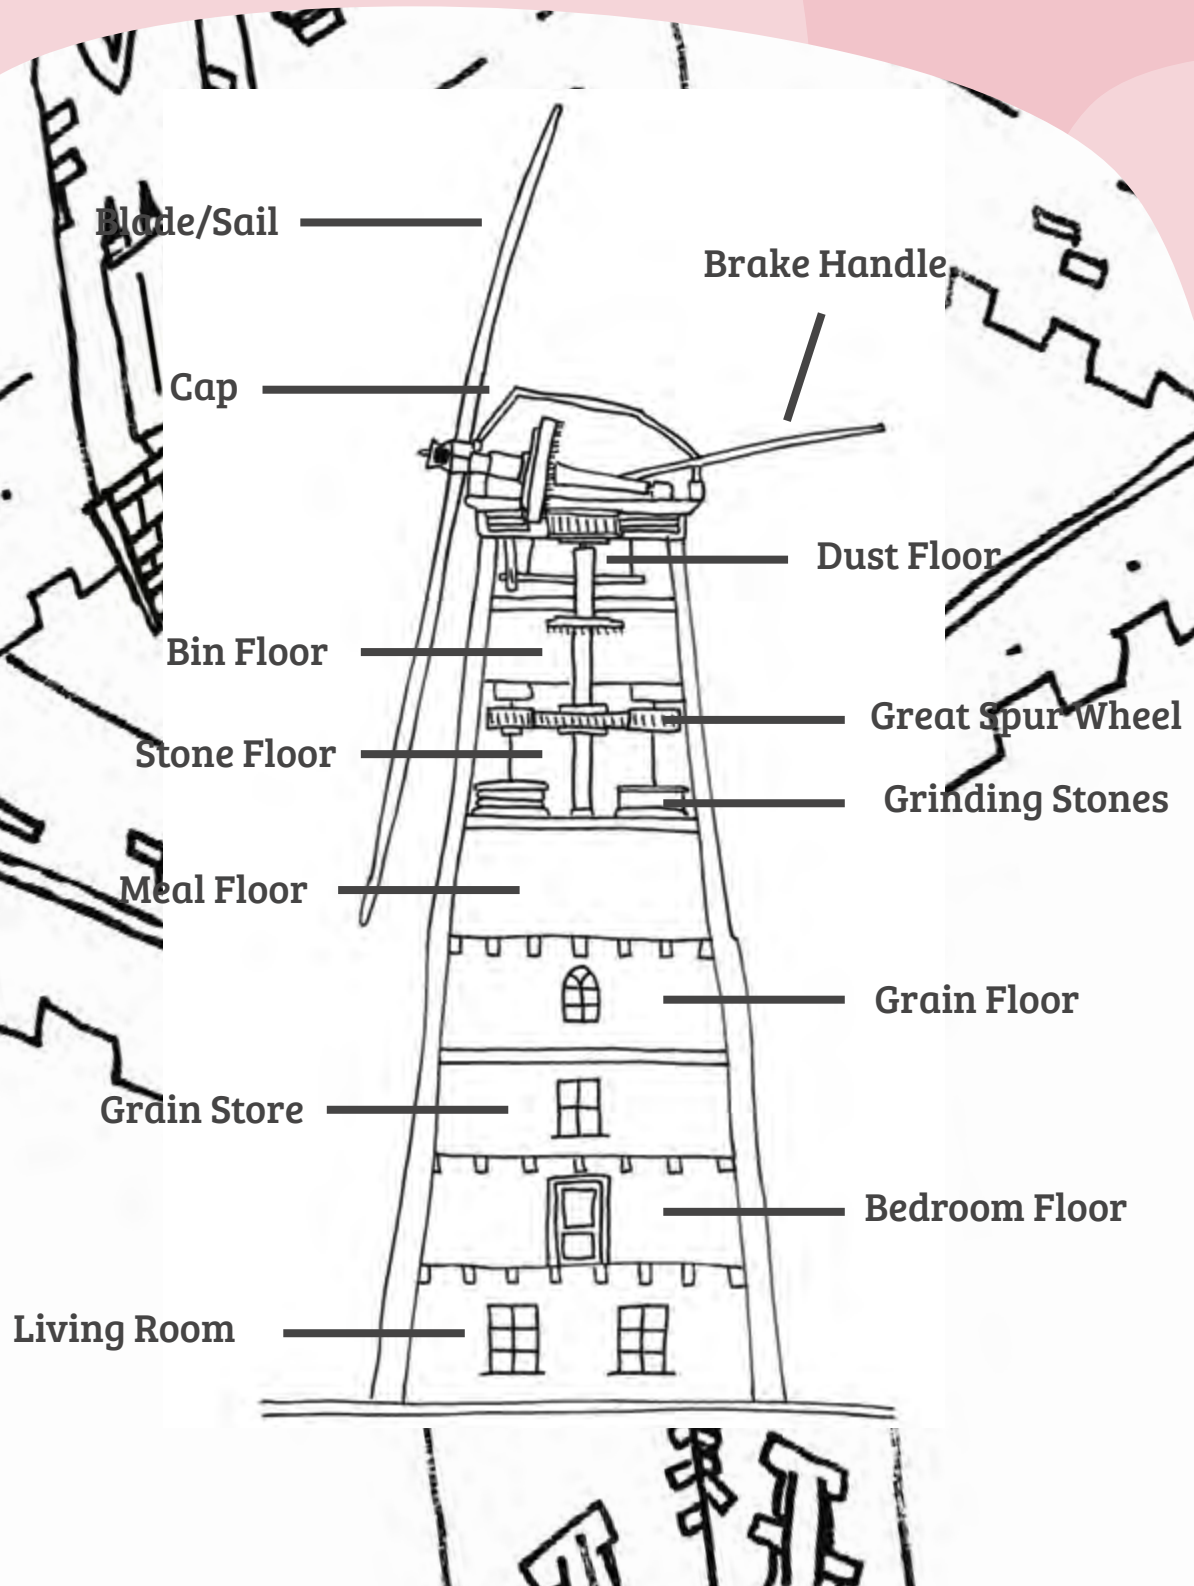 Blade/Sail
Brake Handle
Cap
Dust Floor
Bin Floor
Great Spur Wheel
Stone Floor
Grinding Stones
Meal Floor
Grain Floor
Grain Store
Bedroom Floor
Living Room